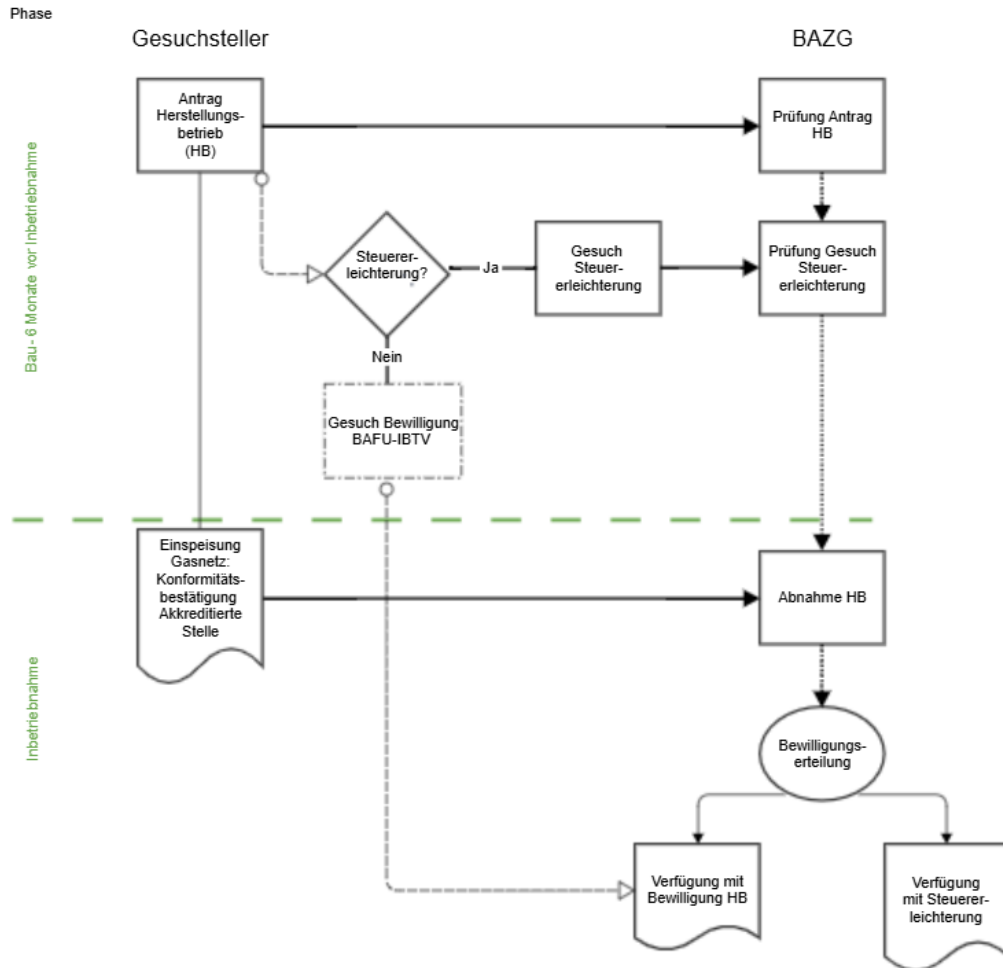 Phase
Gesuchsteller
BAZG
Antrag
Herstellungs-
betrieb
(HB)
Prüfung Antrag
HB
Bau- 6 Monate vor Inbetriebnahme
Steuerer-
leichterung?
Ja
Gesuch
Steuer-
erleichterung
Prüfung Gesuch
Steuer-
erleichterung
Nein
Gesuch Bewilligung
BAFU-IBTV
Einspeisung
Gasnetz:
Konformitäts-
bestätigung
Akkreditierte
Stelle
Abnahme HB
Inbetriebnahme
Bewilligungs-
erteilung
Verfügung mit
Bewilligung HB
Verfügung
mit Steuerer-
leichterung